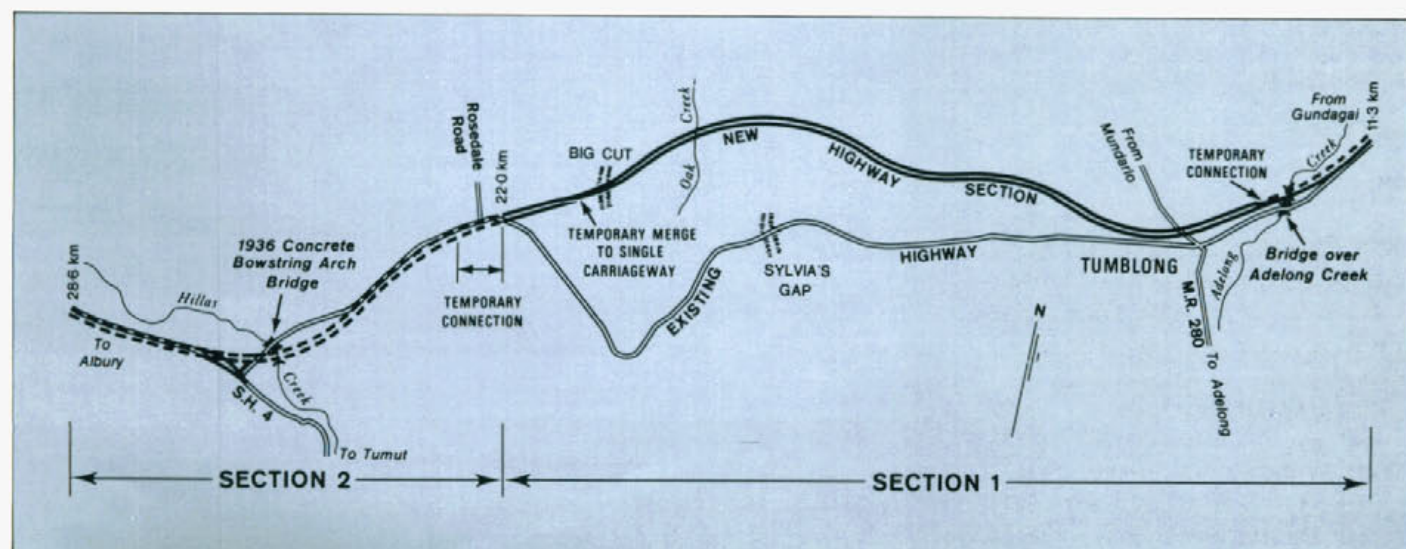 Rosedale
Road
22·0 km
BIG CUT
Oak Creek
NEW HIGHWAY SECTION
From
Mundarlo
TEMPORARY
CONNECTION
From
Gundagai
Creek
11·3 km
28·6 km
1936 Concrete
Bowstring Arch
Bridge
Hillas
Creek
TEMPORARY
CONNECTION
TEMPORARY MERGE
TO SINGLE
CARRIAGEWAY
EXISTING HIGHWAY
SYLVIA'S
GAP
TUMBLONG
Adelong
Bridge over
Adelong Creek
M.R. 280
To Adelong
N
To
Albury
S.H. 4
To Tumut
SECTION 2
SECTION 1